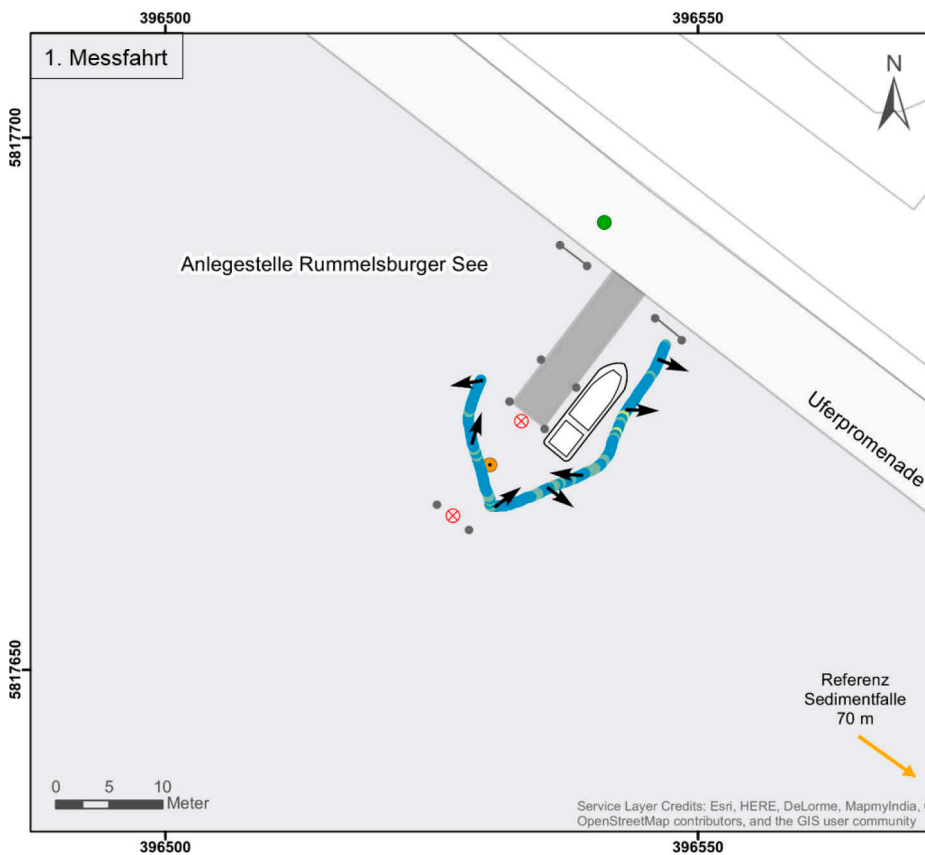 396500
396550
1. Messfahrt
N
5817700
Anlegestelle Rummelsburger See
Uferpromenade
5817650
Referenz
Sedimentfalle
70 m
0 5 10
Meter
Service Layer Credits: Esri, HERE, DeLorme, MapmyIndia,
OpenStreetMap contributors, and the GIS user community
396500
396550